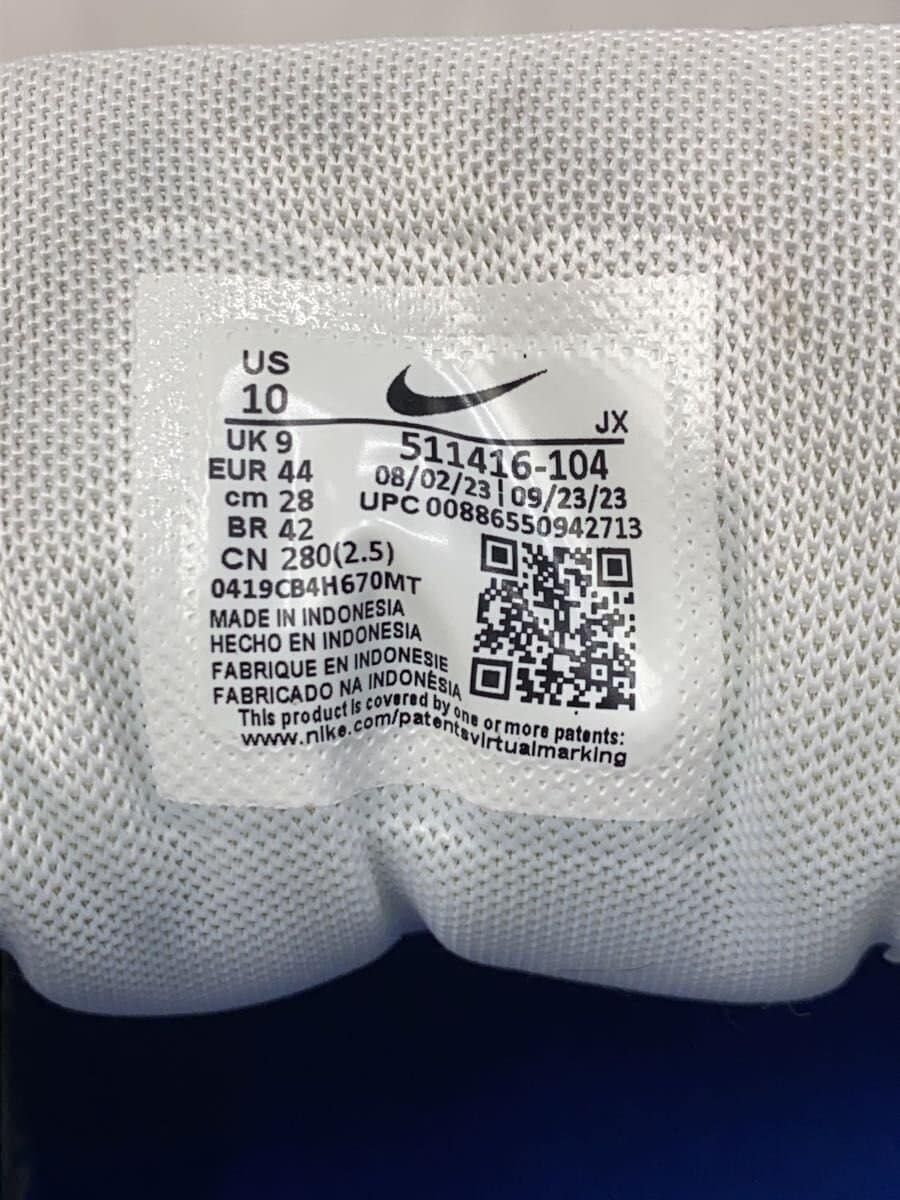 US
10
JX
UK 9
EUR 44
cm 28
BR 42
CN 280(2.5)
511416-104
08/02/23 | 09/23/23
UPC 00886550942713
0419CB4H670MT
MADE IN INDONESIA
HECHO EN INDONESIA
FABRIQUE EN INDONESIE
FABRICADO NA INDONÉSIA
This product is covered by one or more patents:
www.nike.com/patentsvirtualmarking